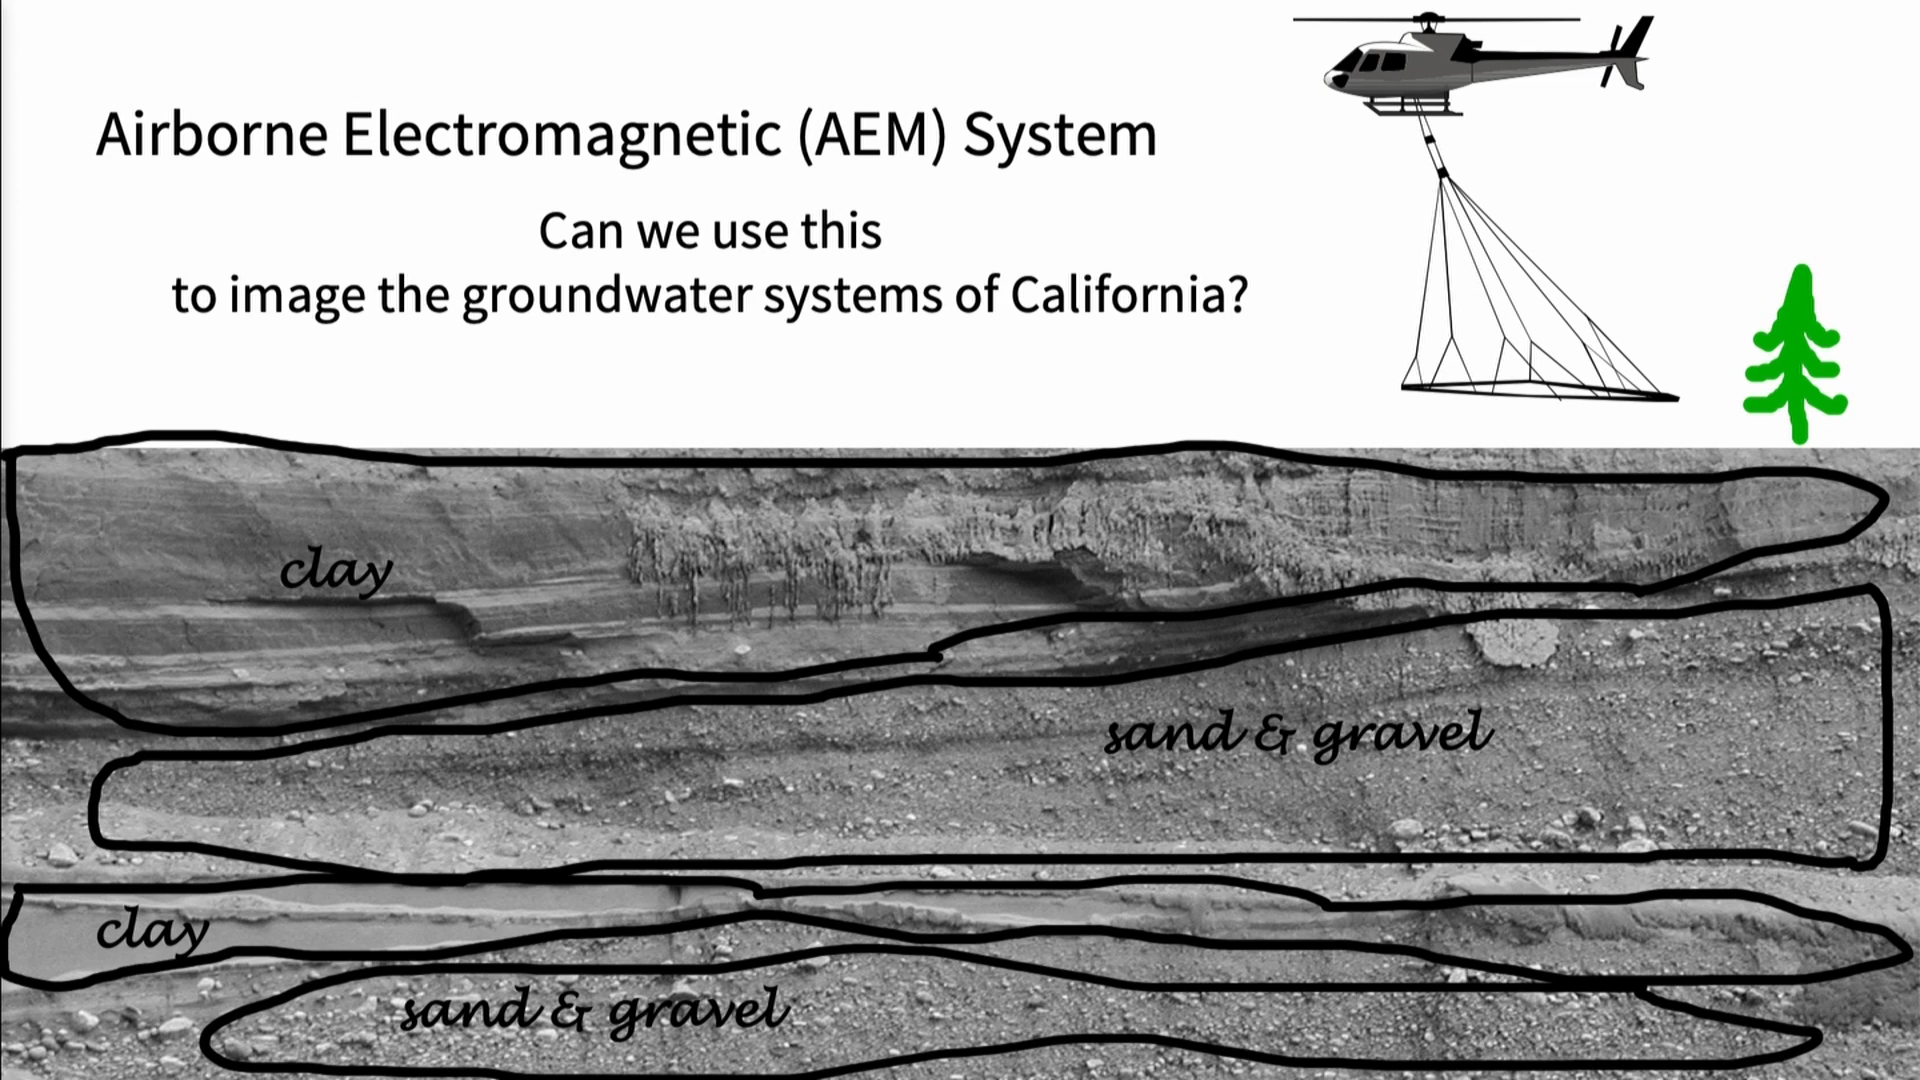 Airborne Electromagnetic (AEM) System
Can we use this
to image the groundwater systems of California?
clay
sand & gravel
clay
sand & gravel